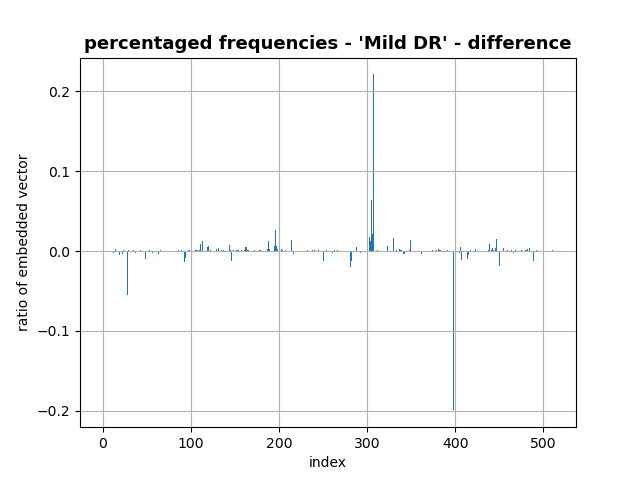 percentaged frequencies - 'Mild DR' - difference
ratio of embedded vector
0.2
0.1
0.0
−0.1
−0.2
0 100 200 300 400 500
index